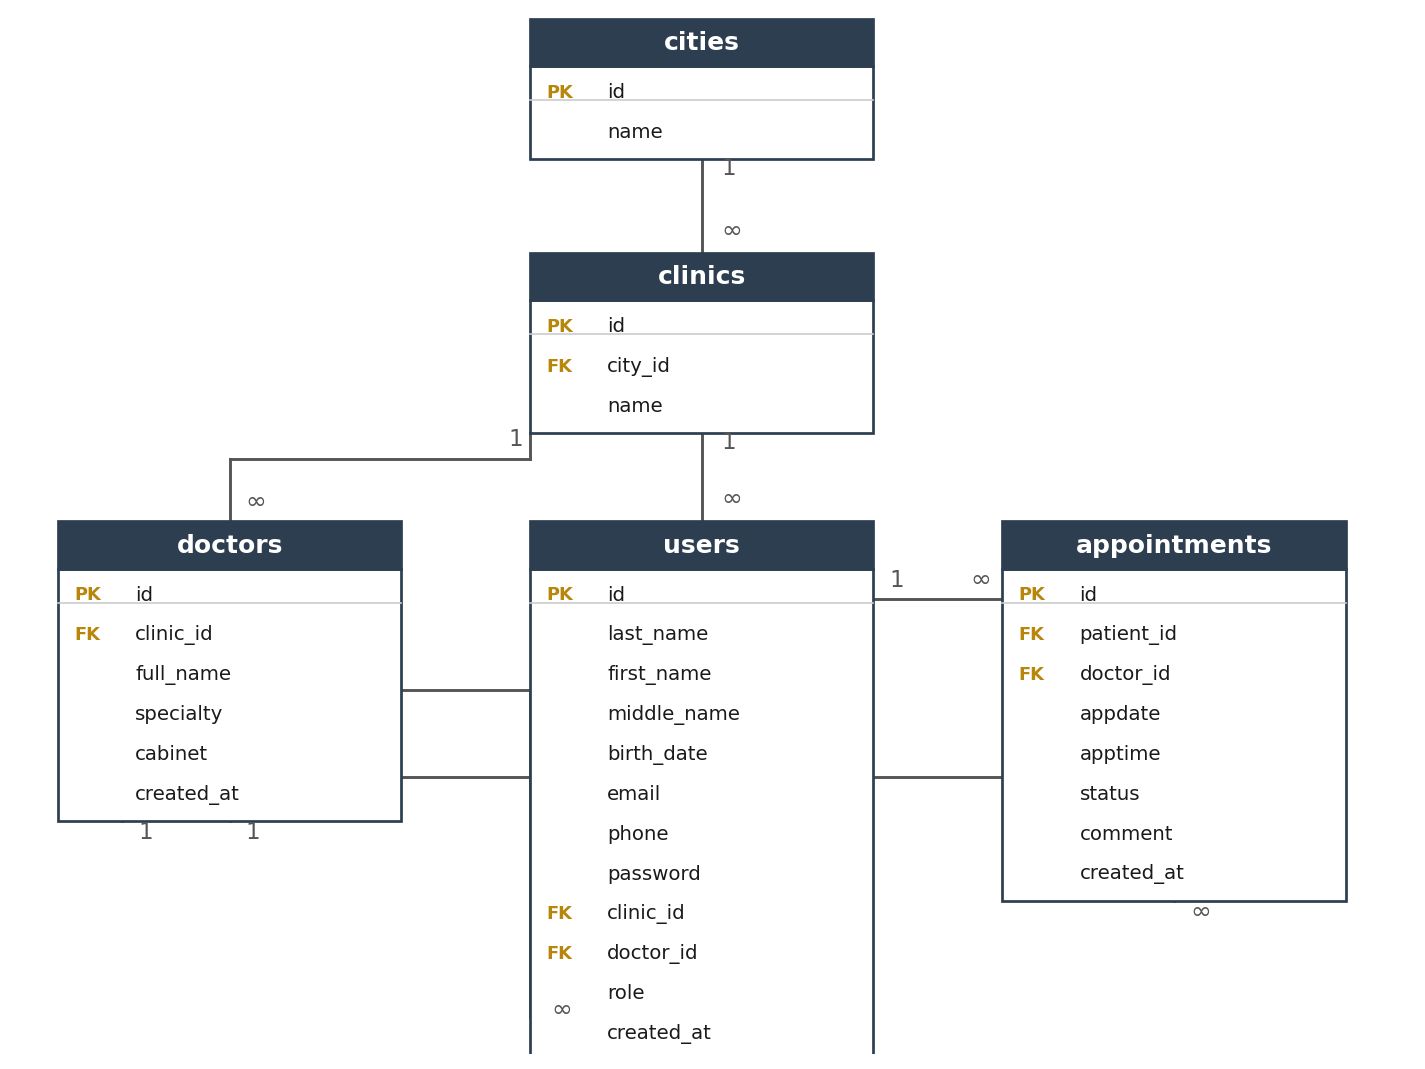 cities
PK id
name
1
∞
clinics
PK id
FK city_id
name
1
1
∞
∞
doctors
PK id
FK clinic_id
full_name
specialty
cabinet
created_at
1
1
users
PK id
last_name
first_name
middle_name
birth_date
email
phone
password
FK clinic_id
FK doctor_id
role
∞
created_at
1
∞
appointments
PK id
FK patient_id
FK doctor_id
appdate
apptime
status
comment
created_at
∞